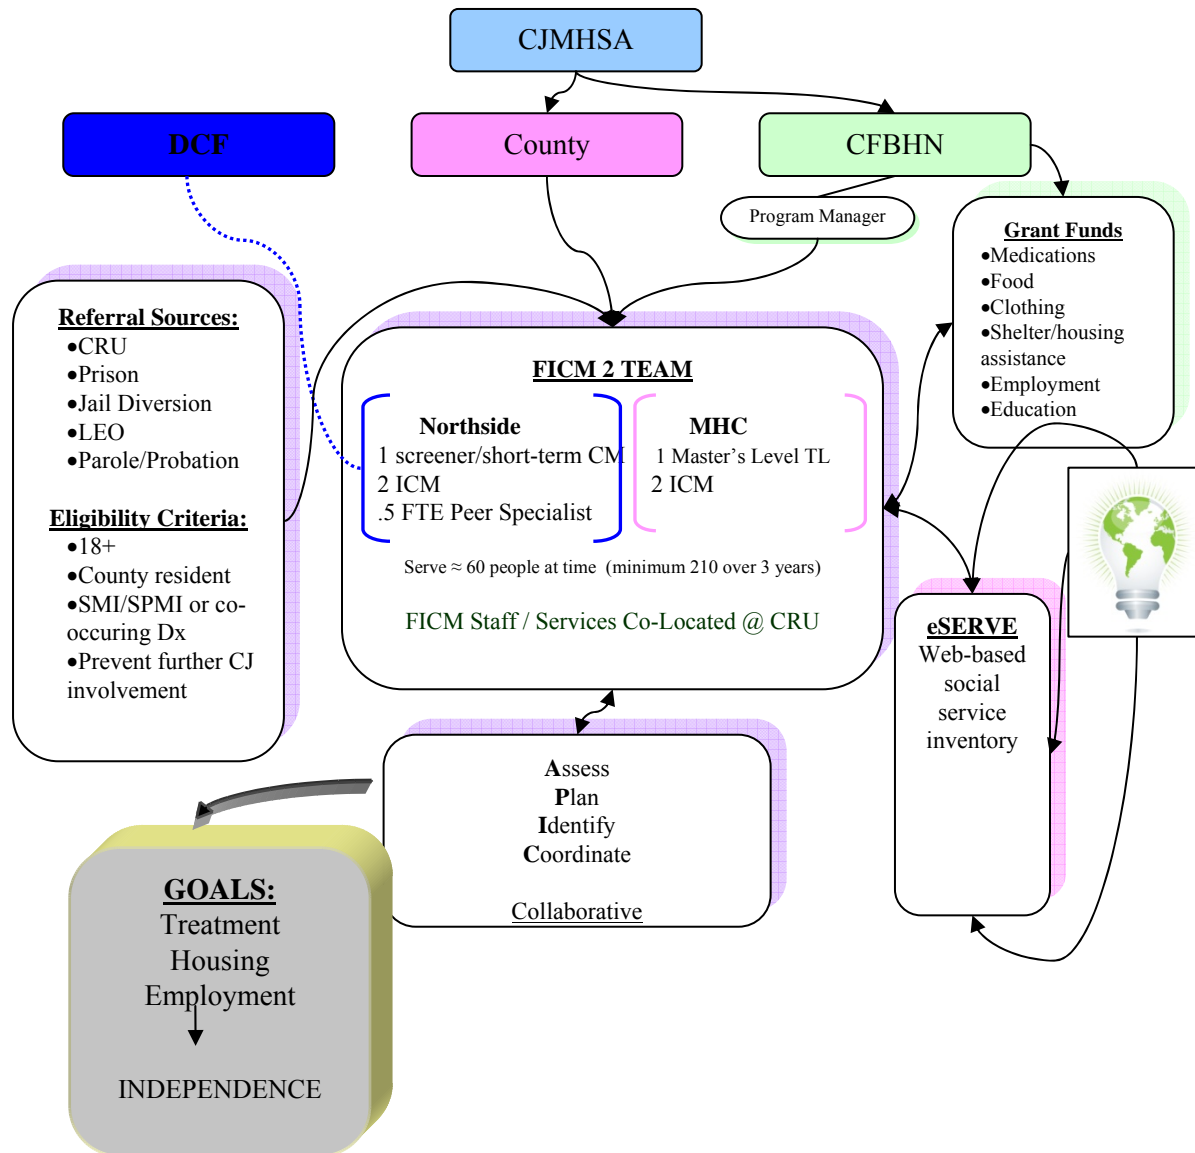 CJMHSA
DCF
County
CFBHN
Program Manager
Grant Funds
•Medications
•Food
•Clothing
•Shelter/housing
assistance
•Employment
•Education
Referral Sources:
•CRU
•Prison
•Jail Diversion
•LEO
•Parole/Probation
Eligibility Criteria:
•18+
•County resident
•SMI/SPMI or co-
occuring Dx
•Prevent further CJ
involvement
FICM 2 TEAM
Northside
1 screener/short-term CM
2 ICM
.5 FTE Peer Specialist
MHC
1 Master’s Level TL
2 ICM
Serve ≈ 60 people at time (minimum 210 over 3 years)
FICM Staff / Services Co-Located @ CRU
eSERVE
Web-based
social
service
inventory
Assess
Plan
Identify
Coordinate
Collaborative
GOALS:
Treatment
Housing
Employment
INDEPENDENCE